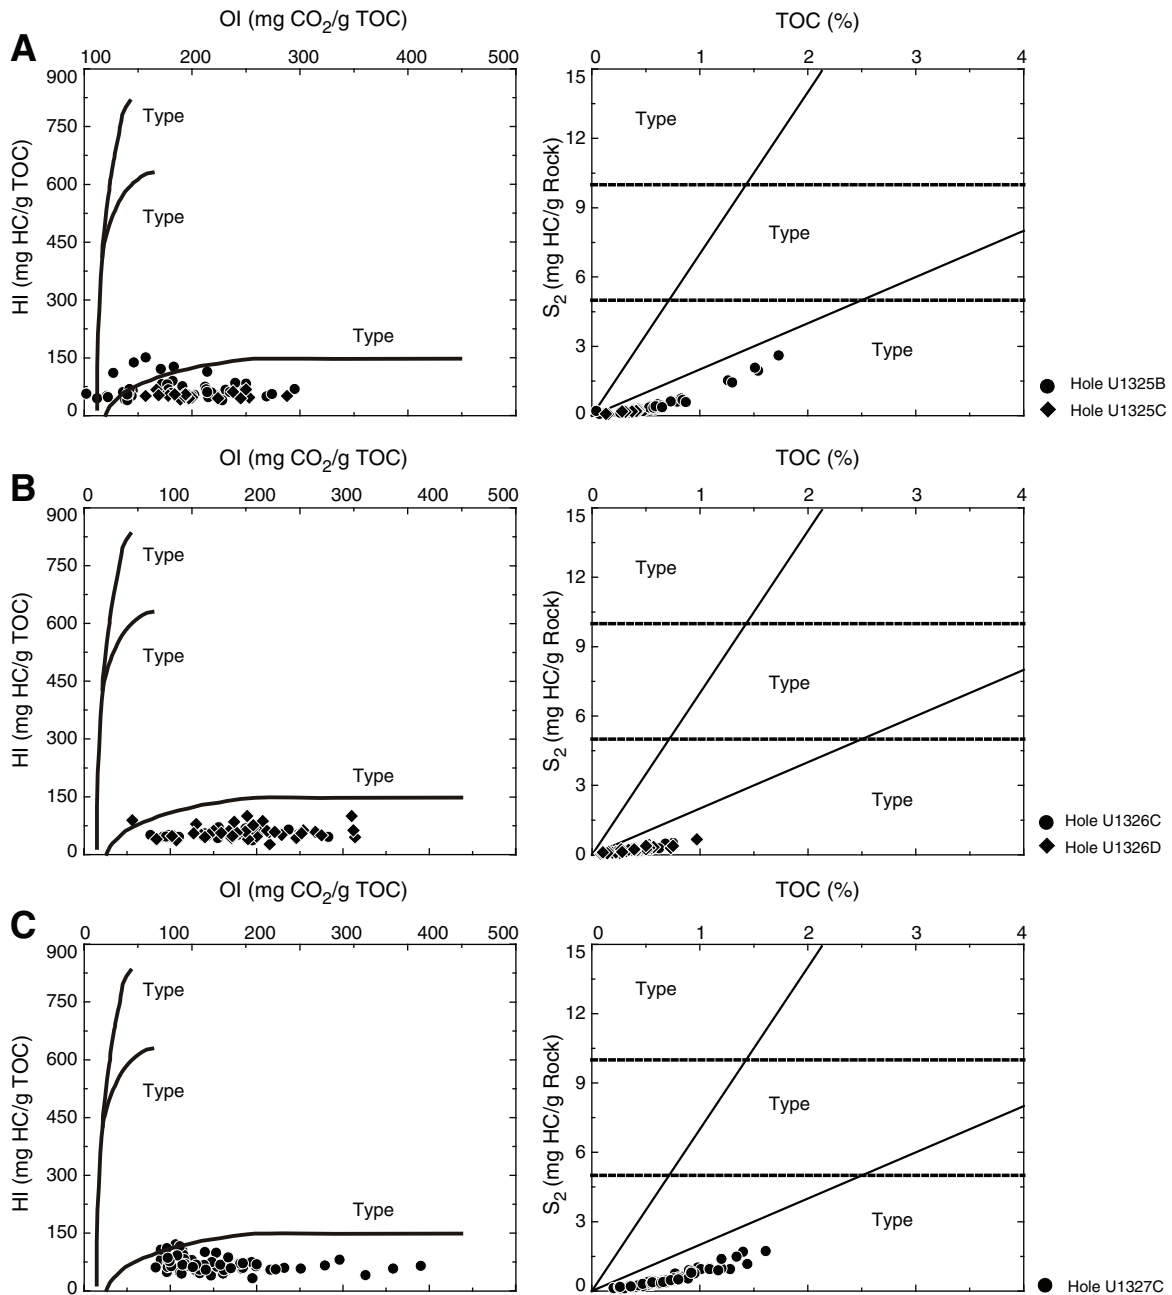 A
OI (mg CO2/g TOC)
100 200 300 400 500
900
750
600
450
300
150
0
HI (mg HC/g TOC)
Type
Type
Type
TOC (%)
0 1 2 3 4
15
12
9
6
3
0
S2 (mg HC/g Rock)
Type
Type
Type
Hole U1325B
Hole U1325C
B
OI (mg CO2/g TOC)
0 100 200 300 400 500
900
750
600
450
300
150
0
HI (mg HC/g TOC)
Type
Type
Type
TOC (%)
0 1 2 3 4
15
12
9
6
3
0
S2 (mg HC/g Rock)
Type
Type
Type
Hole U1326C
Hole U1326D
C
OI (mg CO2/g TOC)
0 100 200 300 400 500
900
750
600
450
300
150
0
HI (mg HC/g TOC)
Type
Type
Type
TOC (%)
0 1 2 3 4
15
12
9
6
3
0
S2 (mg HC/g Rock)
Type
Type
Type
Hole U1327C